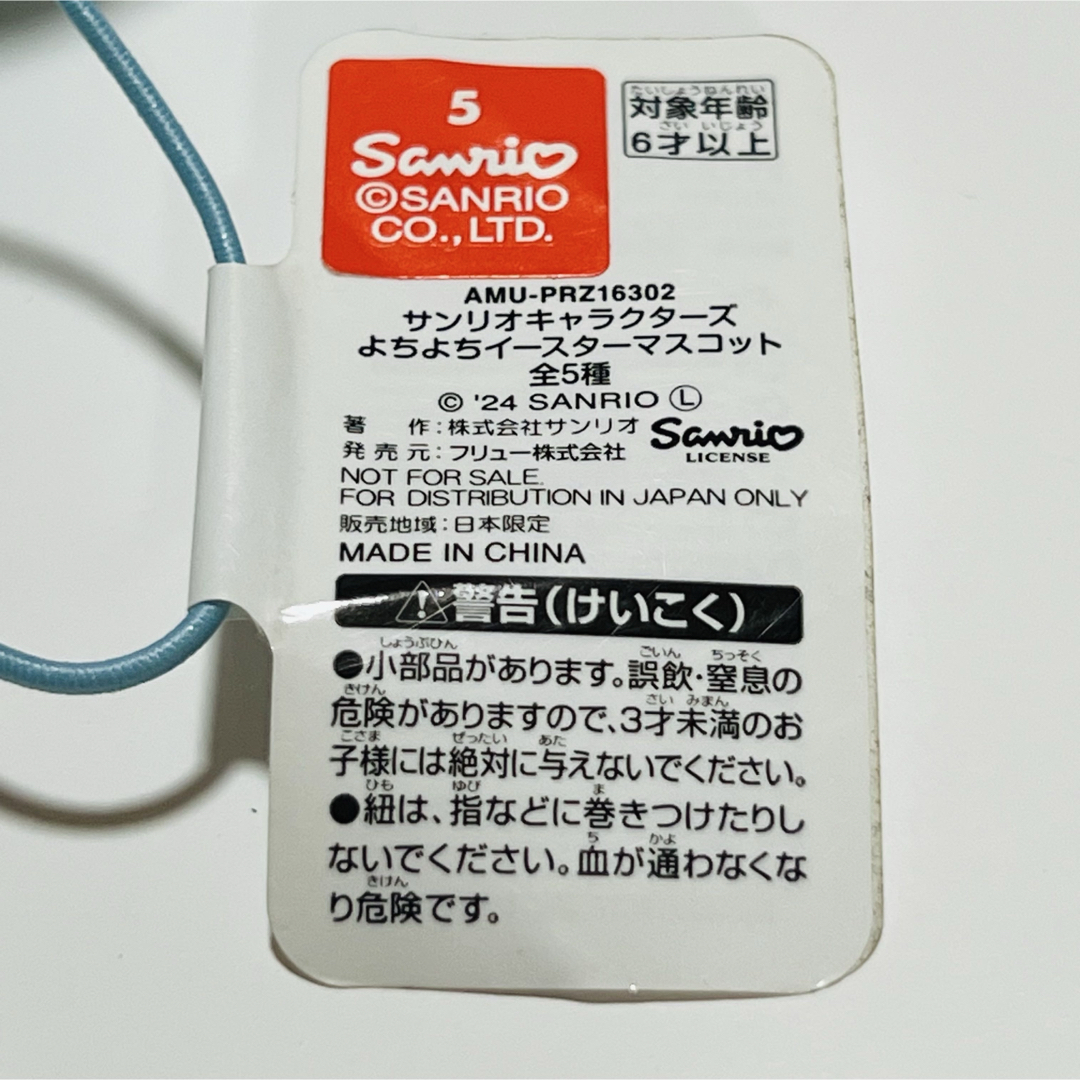 5
Sanrio
©SANRIO
CO., LTD.
たいしょうねんれい
対象年齢
さい いじょう
6才以上
AMU-PRZ16302
サンリオキャラクターズ
よちよちイースターマスコット
全5種
© '24 SANRIO Ⓛ
著 作：株式会社サンリオ
発売元：フリュー株式会社
Sanrio
LICENSE
NOT FOR SALE.
FOR DISTRIBUTION IN JAPAN ONLY
販売地域：日本限定
MADE IN CHINA
警告（けいこく）
しょうぶひん ごいん ちっそく
●小部品があります。誤飲・窒息の
きけん さい みまん
危険がありますので、3才未満のお
こさま ぜったい あた
子様には絶対に与えないでください。
ひも ゆび ま
●紐は、指などに巻きつけたりし
ち かよ
ないでください。血が通わなくな
きけん
り危険です。